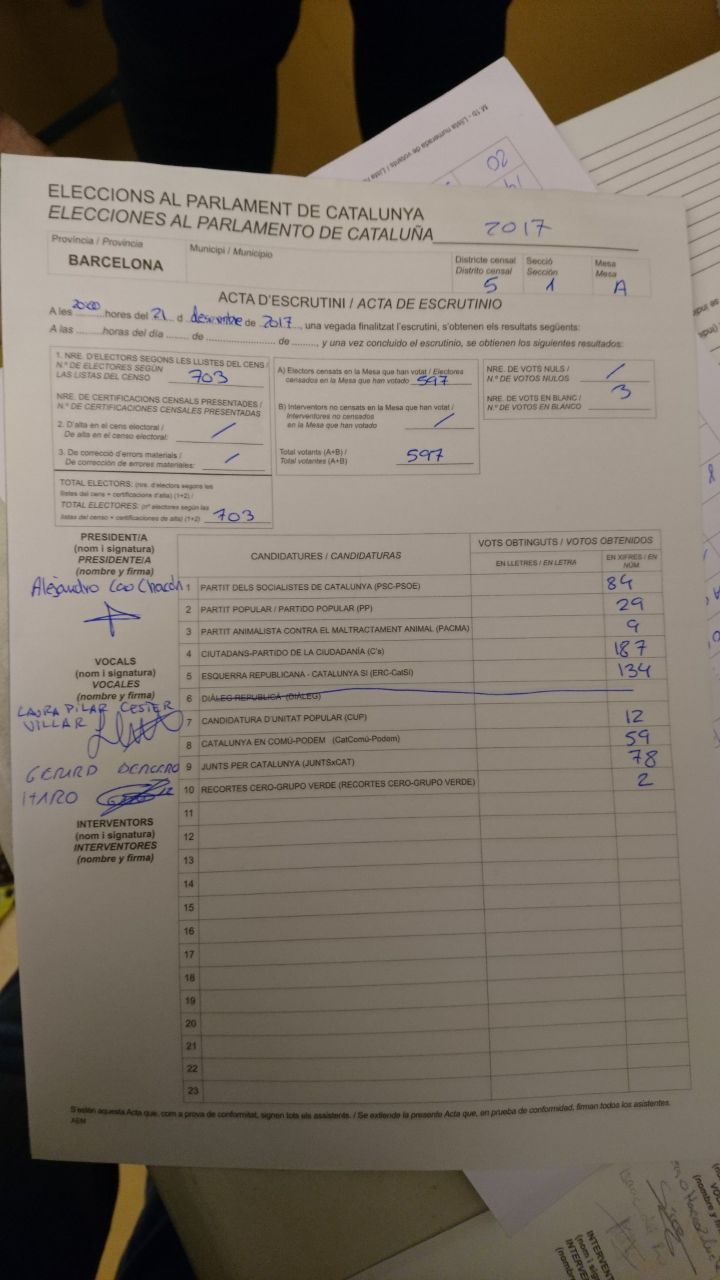 M.10 - Llista numerada de votants / Lista
02
ELECCIONS AL PARLAMENT DE CATALUNYA
ELECCIONES AL PARLAMENTO DE CATALUÑA 2017
Província / Provincia
BARCELONA
Municipi / Municipio
Districte censal
Distrito censal
5
Secció
Sección
1
Mesa
Mesa
A
ACTA D'ESCRUTINI / ACTA DE ESCRUTINIO
A les 2000 hores del 21 d desembre de 2017, una vegada finalitzat l'escrutini, s'obtenen els resultats següents:
A las ........ horas del día ........ de ........ de ........, y una vez concluido el escrutinio, se obtienen los siguientes resultados:
1. NRE. D'ELECTORS SEGONS LES LLISTES DEL CENS /
N.º DE ELECTORES SEGÚN
LAS LISTAS DEL CENSO 703
NRE. DE CERTIFICACIONS CENSALS PRESENTADES /
N.º DE CERTIFICACIONES CENSALES PRESENTADAS
2. D'alta en el cens electoral /
De alta en el censo electoral: /
3. De correcció d'errors materials /
De corrección de errores materiales: /
TOTAL ELECTORS: (nre. d'electors segons les
llistes del cens + certificacions d'alta) (1+2) /
TOTAL ELECTORES: (nº electores según las
listas del censo + certificaciones de alta) (1+2) 703
A) Electors censats en la Mesa que han votat / Electores
censados en la Mesa que han votado 597
B) Interventors no censats en la Mesa que han votat /
Interventores no censados
en la Mesa que han votado /
Total votants (A+B) /
Total votantes (A+B) 597
NRE. DE VOTS NULS /
N.º DE VOTOS NULOS /
NRE. DE VOTS EN BLANC /
N.º DE VOTOS EN BLANCO 3
PRESIDENT/A
(nom i signatura)
PRESIDENTE/A
(nombre y firma)
Alejandro Cao Chacón
VOCALS
(nom i signatura)
VOCALES
(nombre y firma)
LAURA PILAR
VILLAR
GERARD
HARO
INTERVENTORS
(nom i signatura)
INTERVENTORES
(nombre y firma)
CANDIDATURES / CANDIDATURAS
VOTS OBTINGUTS / VOTOS OBTENIDOS
EN LLETRES / EN LETRA
EN XIFRES / EN NÚM.
1 PARTIT DELS SOCIALISTES DE CATALUNYA (PSC-PSOE) 84
2 PARTIT POPULAR / PARTIDO POPULAR (PP) 29
3 PARTIT ANIMALISTA CONTRA EL MALTRACTAMENT ANIMAL (PACMA) 9
4 CIUTADANS-PARTIDO DE LA CIUDADANÍA (C's) 187
5 ESQUERRA REPUBLICANA - CATALUNYA SÍ (ERC-CatSí) 134
6 DIÀLEG REPUBLICÀ (DIÀLEG)
7 CANDIDATURA D'UNITAT POPULAR (CUP) 12
8 CATALUNYA EN COMÚ-PODEM (CatComú-Podem) 59
9 JUNTS PER CATALUNYA (JUNTSxCAT) 78
10 RECORTES CERO-GRUPO VERDE (RECORTES CERO-GRUPO VERDE) 2
11
12
13
14
15
16
17
18
19
20
21
22
23
S'estén aquesta Acta que, com a prova de conformitat, signen tots els assistents. / Se extiende la presente Acta que, en prueba de conformidad, firman todos los asistentes.
AEM